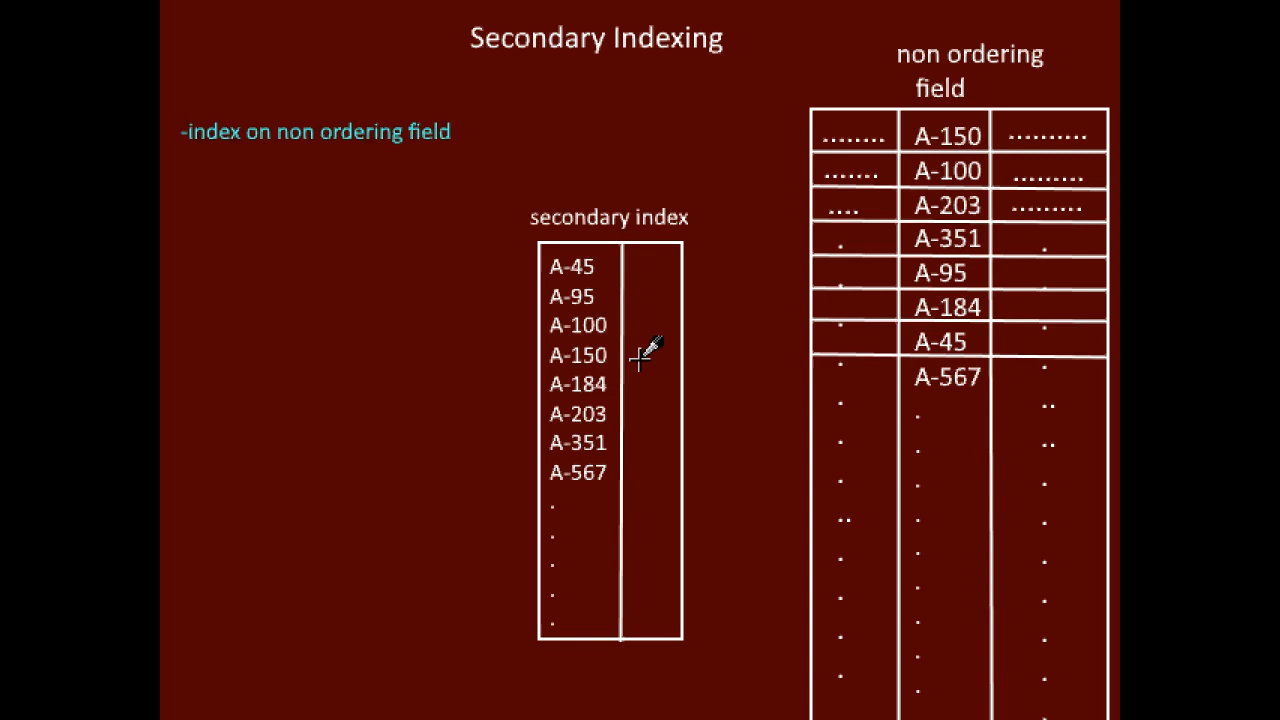 Secondary Indexing
non ordering
field
-index on non ordering field
secondary index
A-45
A-95
A-100
A-150
A-184
A-203
A-351
A-567
.
.
.
.
.
........ A-150 ..........
....... A-100 .........
.... A-203 .........
. A-351 .
. A-95 .
A-184
. A-45 .
. A-567 .
. . ..
. . ..
. . .
.. . .
. . .
. . .
. . .
. . .